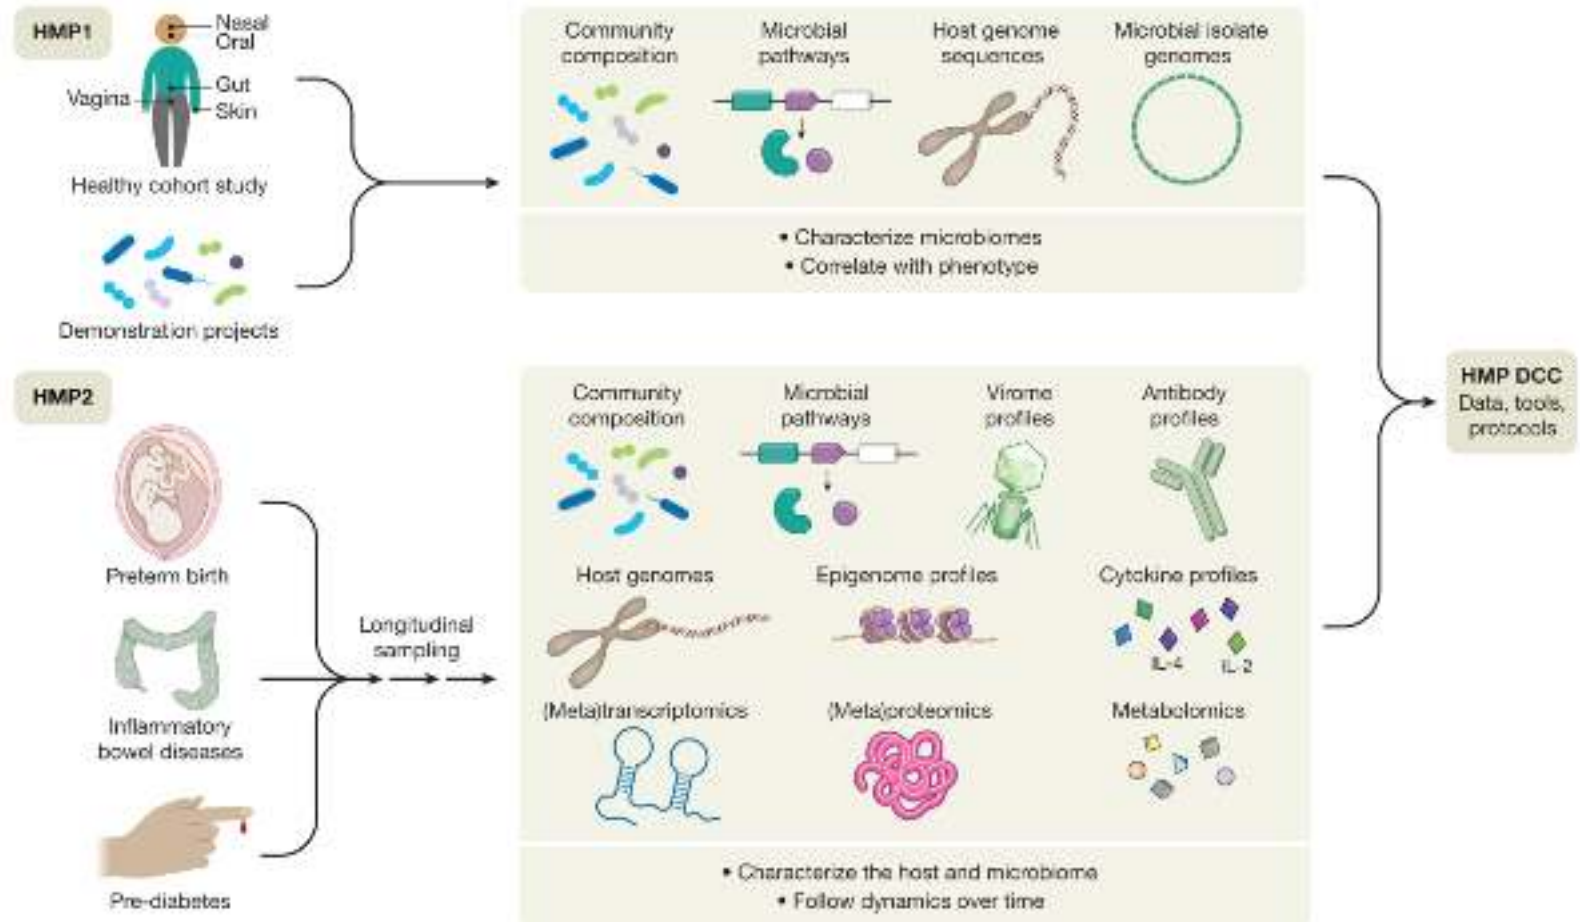 HMP1
Nasal
Oral
Gut
Vagina
Skin
Healthy cohort study
Demonstration projects
Community
composition
Microbial
pathways
Host genome
sequences
Microbial isolate
genomes
• Characterize microbiomes
• Correlate with phenotype
HMP2
Preterm birth
Inflammatory
bowel diseases
Pre-diabetes
Longitudinal
sampling
Community
composition
Microbial
pathways
Virome
profiles
Antibody
profiles
Host genomes
Epigenome profiles
Cytokine profiles
IL-4
IL-2
(Meta)transcriptomics
(Meta)proteomics
Metabolomics
• Characterize the host and microbiome
• Follow dynamics over time
HMP DCC
Data, tools,
protocols